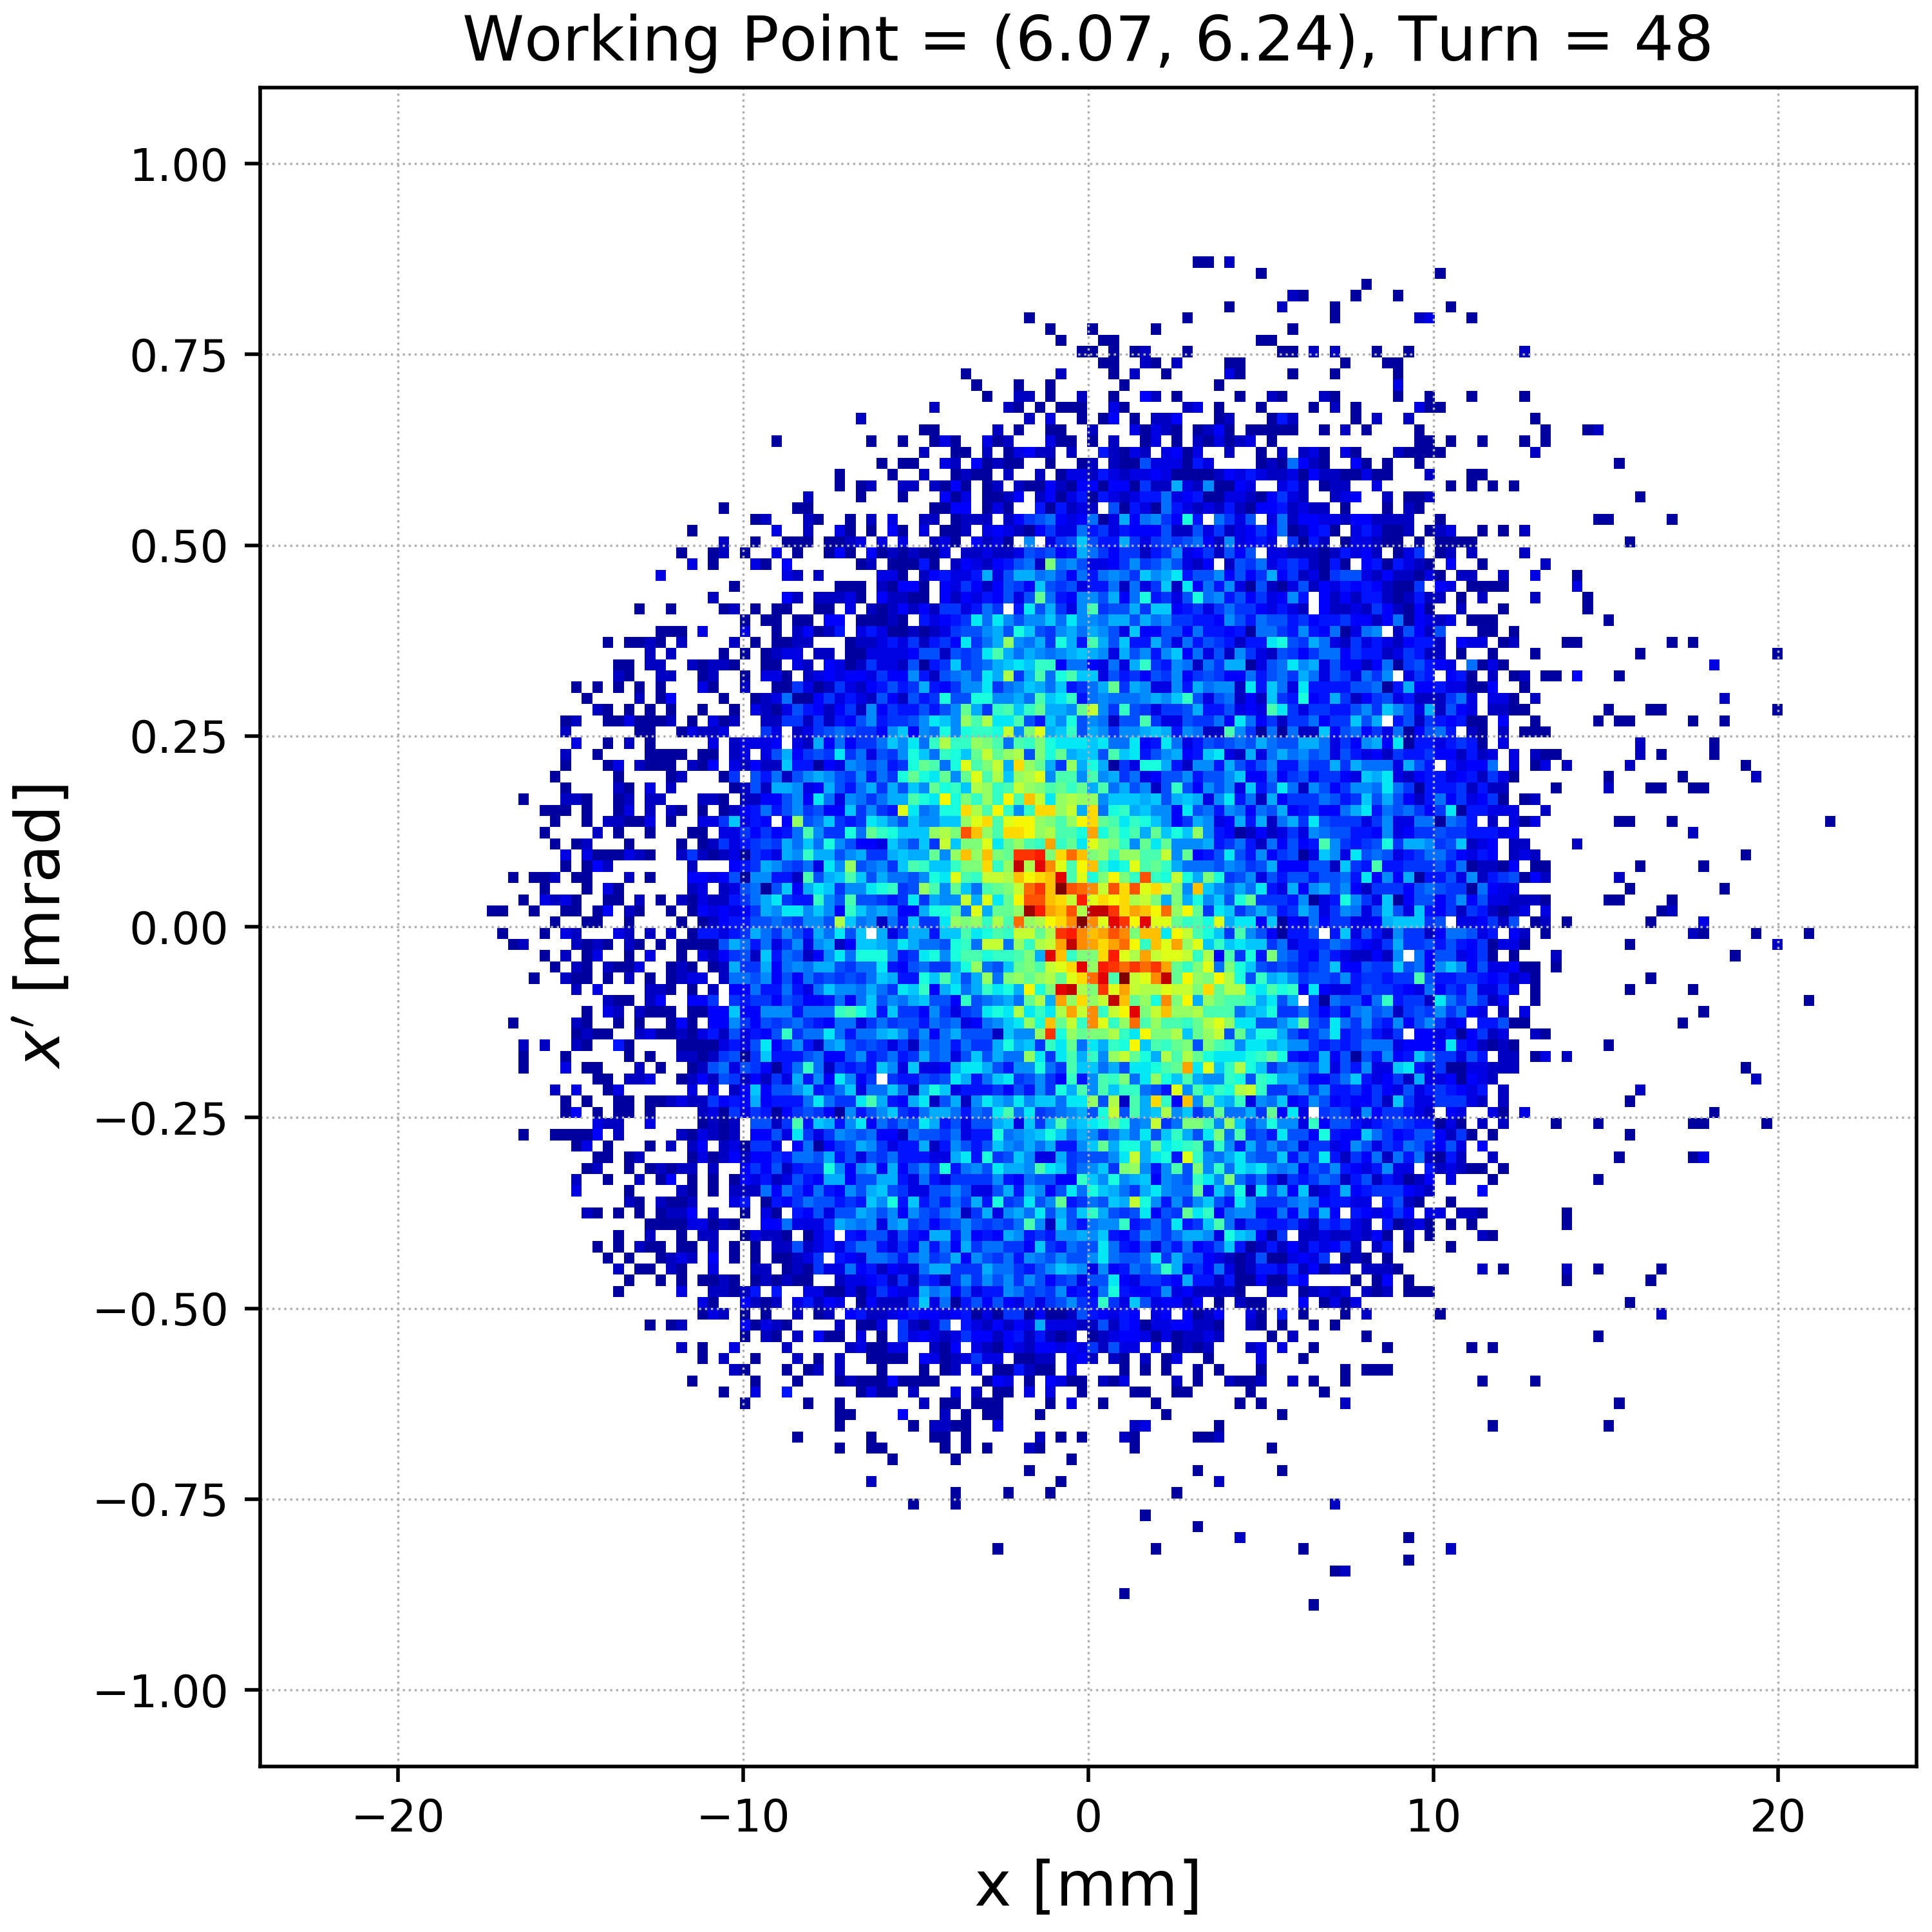 Working Point = (6.07, 6.24), Turn = 48
1.00
0.75
0.50
0.25
0.00
−0.25
−0.50
−0.75
−1.00
x′ [mrad]
−20 −10 0 10 20
x [mm]